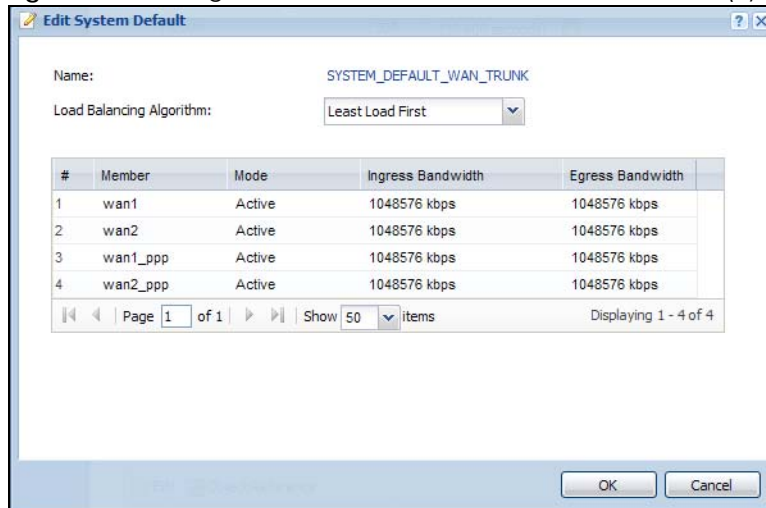 Edit System Default
Name: SYSTEM_DEFAULT_WAN_TRUNK
Load Balancing Algorithm: Least Load First
# Member Mode Ingress Bandwidth Egress Bandwidth
1 wan1 Active 1048576 kbps 1048576 kbps
2 wan2 Active 1048576 kbps 1048576 kbps
3 wan1_ppp Active 1048576 kbps 1048576 kbps
4 wan2_ppp Active 1048576 kbps 1048576 kbps
Page 1 of 1 Show 50 items Displaying 1 - 4 of 4
OK Cancel